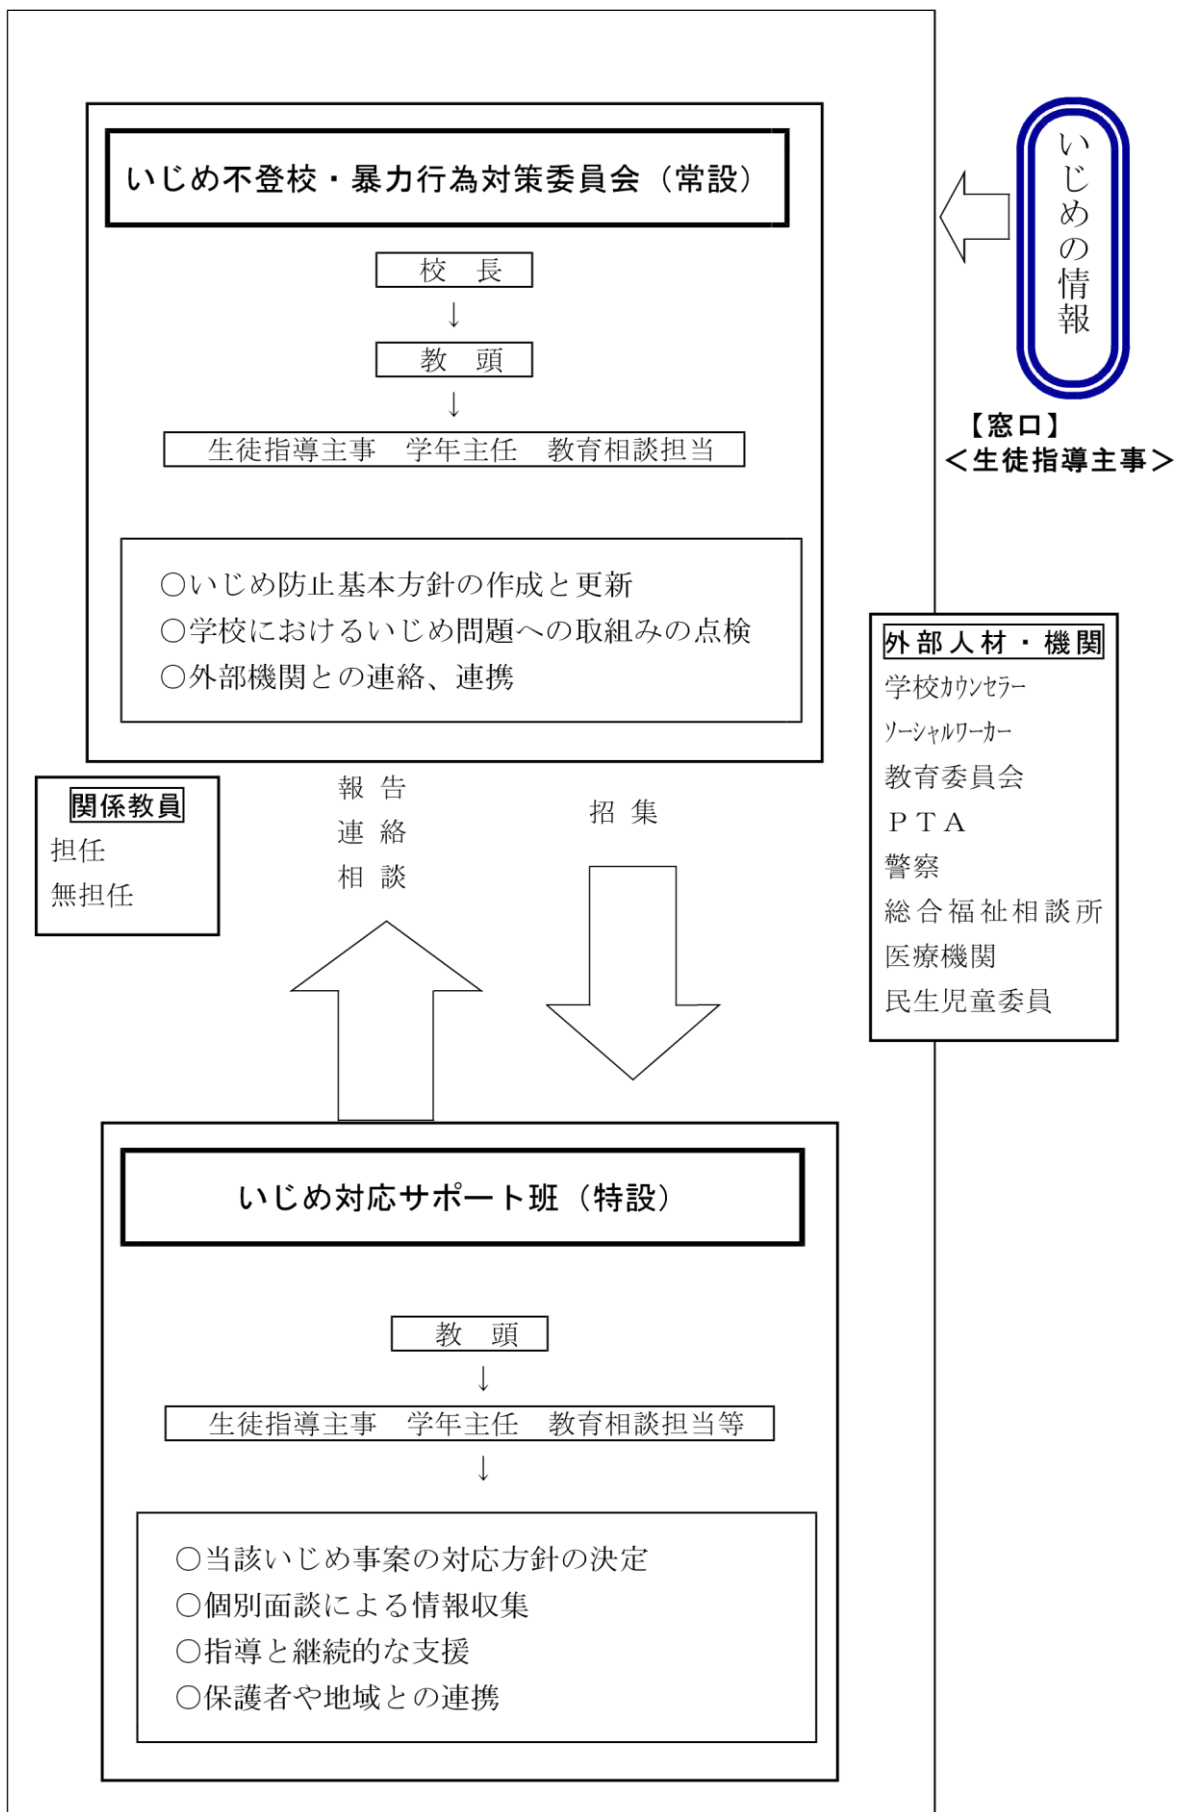 いじめ不登校・暴力行為対策委員会（常設）
校　長
↓
教　頭
↓
生徒指導主事　学年主任　教育相談担当
○いじめ防止基本方針の作成と更新
○学校におけるいじめ問題への取組みの点検
○外部機関との連絡、連携
いじめの情報
【窓口】
＜生徒指導主事＞
外部人材・機関
学校ｶｳﾝｾﾗｰ
ｿｰｼｬﾙﾜｰｶｰ
教育委員会
ＰＴＡ
警察
総合福祉相談所
医療機関
民生児童委員
関係教員
担任
無担任
報告
連絡
相談
招集
いじめ対応サポート班（特設）
教　頭
↓
生徒指導主事　学年主任　教育相談担当等
↓
○当該いじめ事案の対応方針の決定
○個別面談による情報収集
○指導と継続的な支援
○保護者や地域との連携